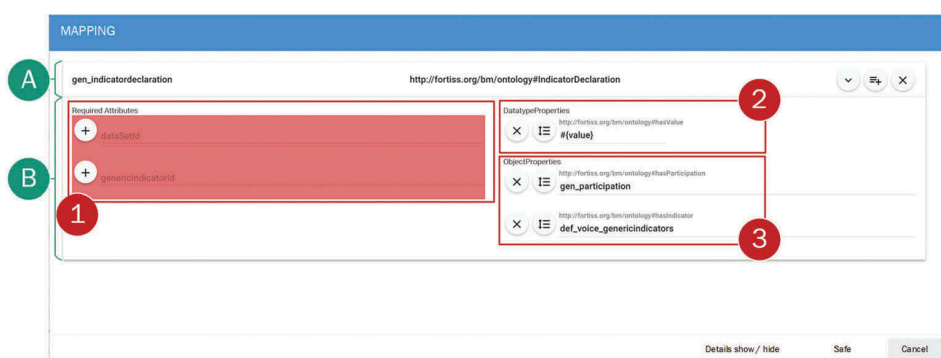 MAPPING
A
gen_indicatordeclaration http://fortiss.org/bm/ontology#IndicatorDeclaration
B
Required Attributes
dataSetId
genericIndicatorId
1
DatatypeProperties
2
http://fortiss.org/bm/ontology#hasValue
#{value}
ObjectProperties
http://fortiss.org/bm/ontology#hasParticipation
gen_participation
http://fortiss.org/bm/ontology#hasIndicator
def_voice_genericindicators
3
Details show / hide Safe Cancel